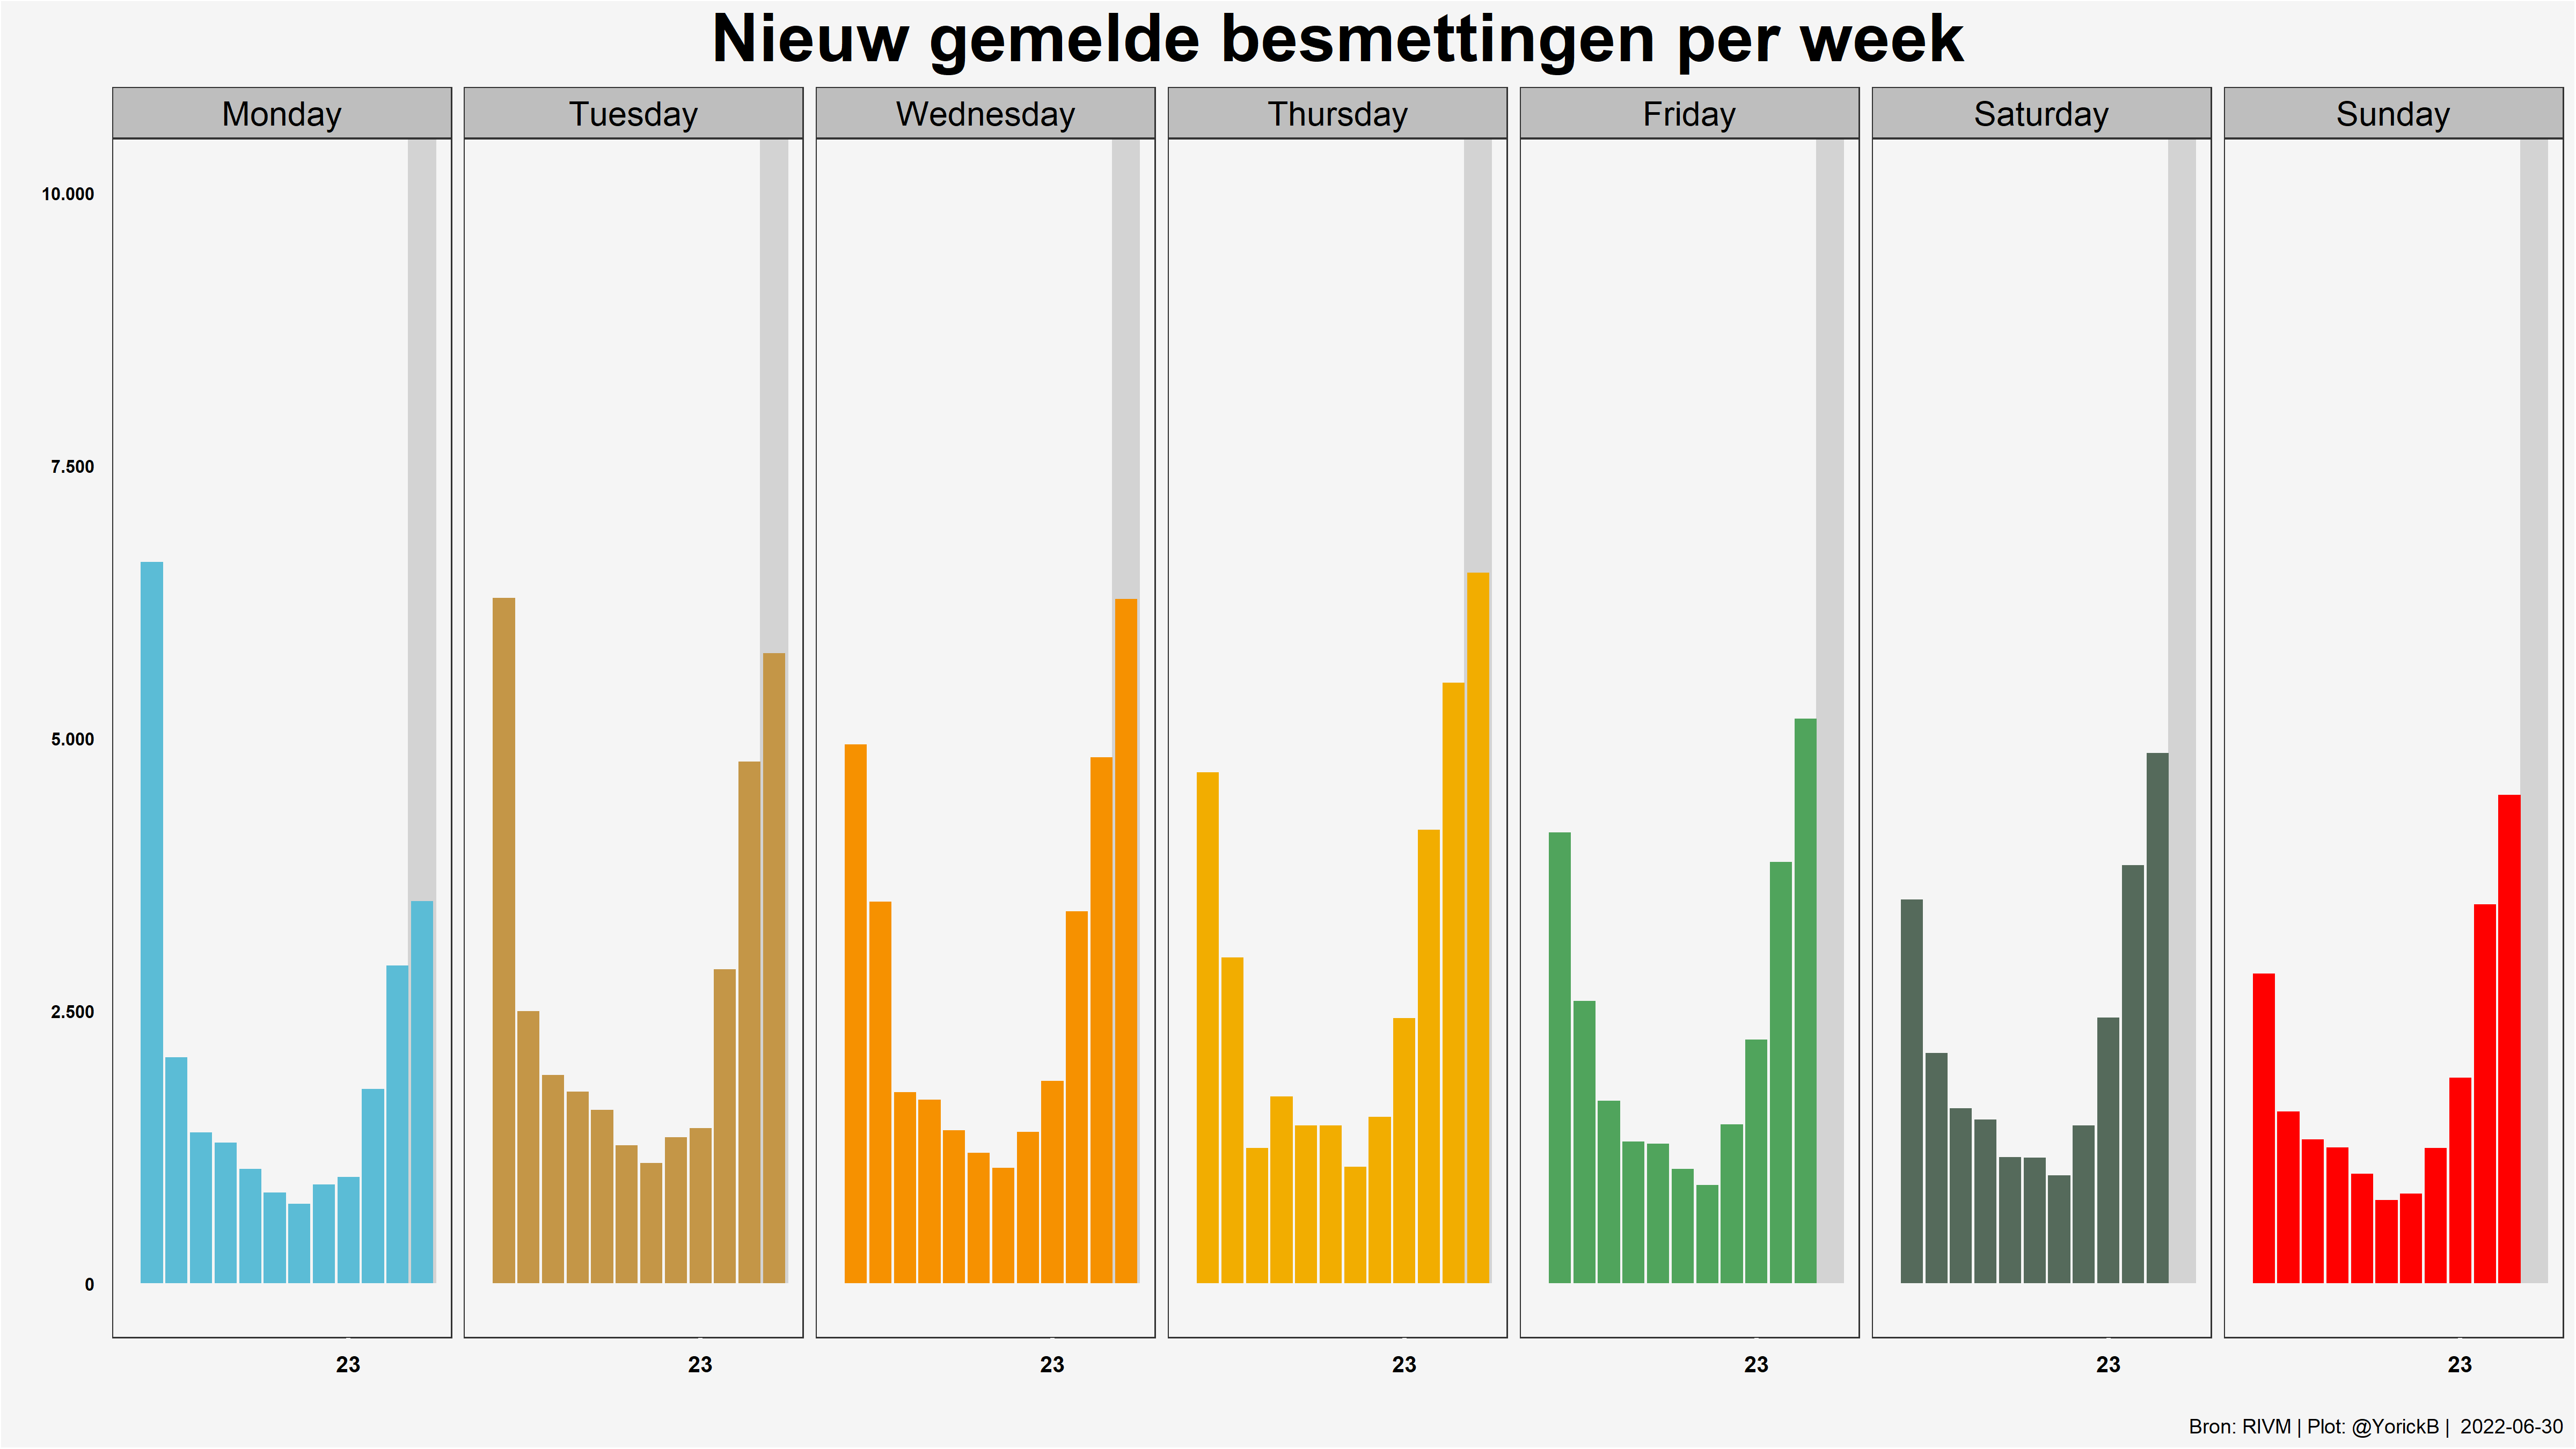 Nieuw gemelde besmettingen per week
Monday Tuesday Wednesday Thursday Friday Saturday Sunday
10.000
7.500
5.000
2.500
0
23 23 23 23 23 23 23
Bron: RIVM | Plot: @YorickB | 2022-06-30